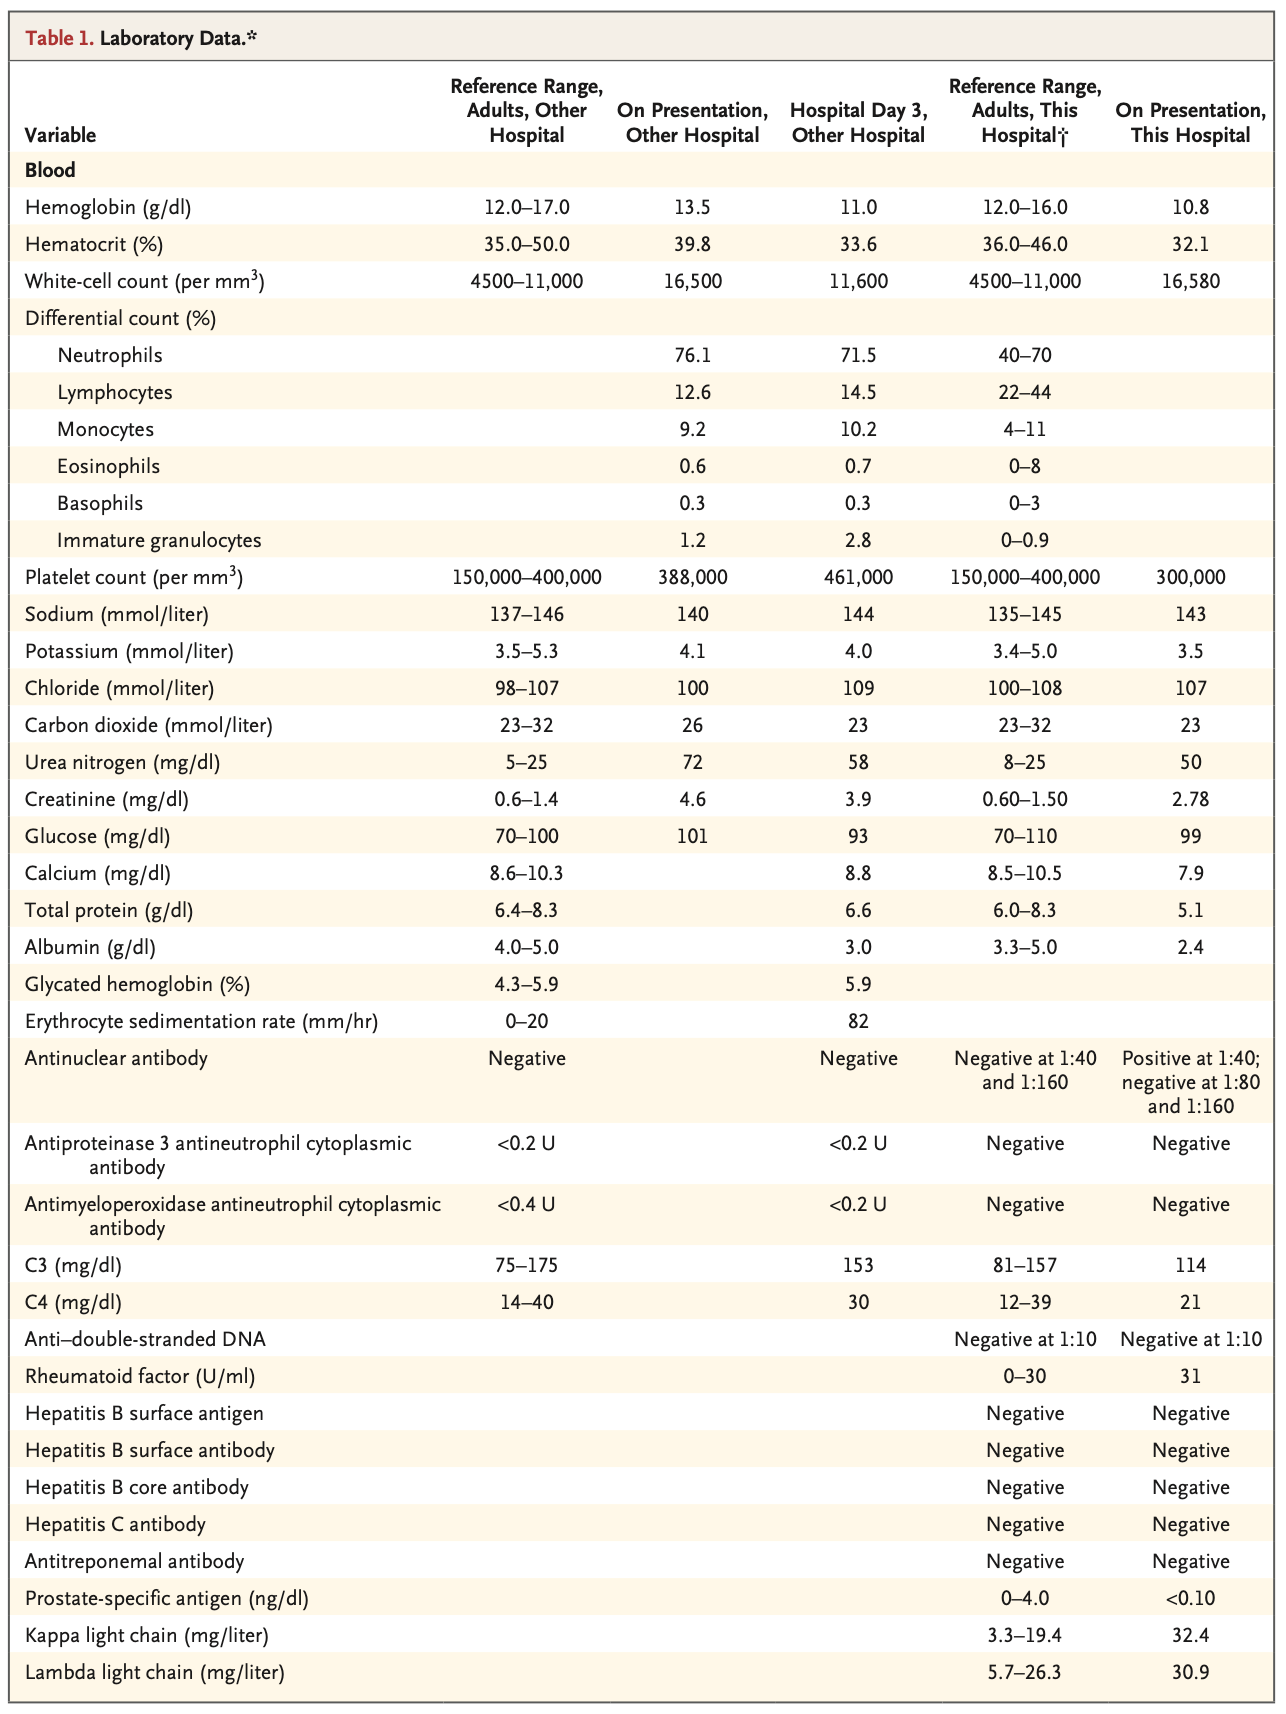 Table 1. Laboratory Data.*
Variable Reference Range, Adults, Other Hospital On Presentation, Other Hospital Hospital Day 3, Other Hospital Reference Range, Adults, This Hospital† On Presentation, This Hospital
Blood
Hemoglobin (g/dl) 12.0–17.0 13.5 11.0 12.0–16.0 10.8
Hematocrit (%) 35.0–50.0 39.8 33.6 36.0–46.0 32.1
White-cell count (per mm³) 4500–11,000 16,500 11,600 4500–11,000 16,580
Differential count (%)
Neutrophils 76.1 71.5 40–70
Lymphocytes 12.6 14.5 22–44
Monocytes 9.2 10.2 4–11
Eosinophils 0.6 0.7 0–8
Basophils 0.3 0.3 0–3
Immature granulocytes 1.2 2.8 0–0.9
Platelet count (per mm³) 150,000–400,000 388,000 461,000 150,000–400,000 300,000
Sodium (mmol/liter) 137–146 140 144 135–145 143
Potassium (mmol/liter) 3.5–5.3 4.1 4.0 3.4–5.0 3.5
Chloride (mmol/liter) 98–107 100 109 100–108 107
Carbon dioxide (mmol/liter) 23–32 26 23 23–32 23
Urea nitrogen (mg/dl) 5–25 72 58 8–25 50
Creatinine (mg/dl) 0.6–1.4 4.6 3.9 0.60–1.50 2.78
Glucose (mg/dl) 70–100 101 93 70–110 99
Calcium (mg/dl) 8.6–10.3 8.8 8.5–10.5 7.9
Total protein (g/dl) 6.4–8.3 6.6 6.0–8.3 5.1
Albumin (g/dl) 4.0–5.0 3.0 3.3–5.0 2.4
Glycated hemoglobin (%) 4.3–5.9 5.9
Erythrocyte sedimentation rate (mm/hr) 0–20 82
Antinuclear antibody Negative Negative Negative at 1:40 and 1:160 Positive at 1:40; negative at 1:80 and 1:160
Antiproteinase 3 antineutrophil cytoplasmic antibody <0.2 U <0.2 U Negative Negative
Antimyeloperoxidase antineutrophil cytoplasmic antibody <0.4 U <0.2 U Negative Negative
C3 (mg/dl) 75–175 153 81–157 114
C4 (mg/dl) 14–40 30 12–39 21
Anti–double-stranded DNA Negative at 1:10 Negative at 1:10
Rheumatoid factor (U/ml) 0–30 31
Hepatitis B surface antigen Negative Negative
Hepatitis B surface antibody Negative Negative
Hepatitis B core antibody Negative Negative
Hepatitis C antibody Negative Negative
Antitreponemal antibody Negative Negative
Prostate-specific antigen (ng/dl) 0–4.0 <0.10
Kappa light chain (mg/liter) 3.3–19.4 32.4
Lambda light chain (mg/liter) 5.7–26.3 30.9